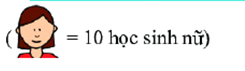 ( = 10 học sinh nữ)